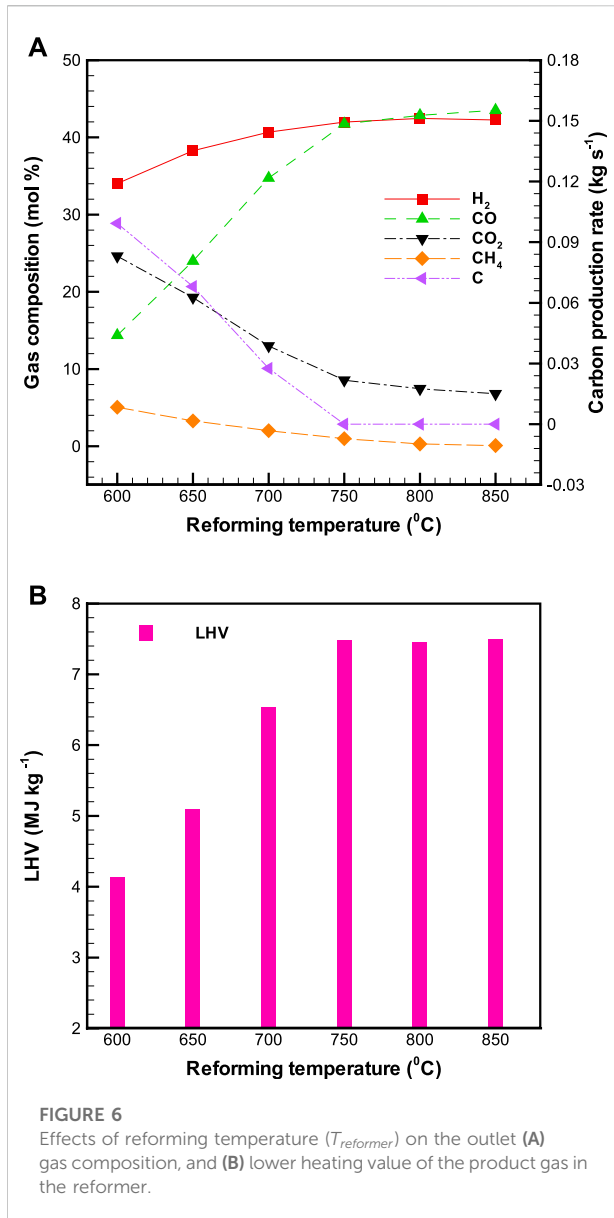 A
50
40
30
20
10
0
Gas composition (mol %)
0.18
0.15
0.12
0.09
0.06
0.03
0
-0.03
Carbon production rate (kg s⁻¹)
H₂
CO
CO₂
CH₄
C
600 650 700 750 800 850
Reforming temperature (⁰C)
B
8
7
6
5
4
3
2
LHV (MJ kg⁻¹)
LHV
600 650 700 750 800 850
Reforming temperature (⁰C)
FIGURE 6
Effects of reforming temperature (Treformer) on the outlet (A)
gas composition, and (B) lower heating value of the product gas in
the reformer.